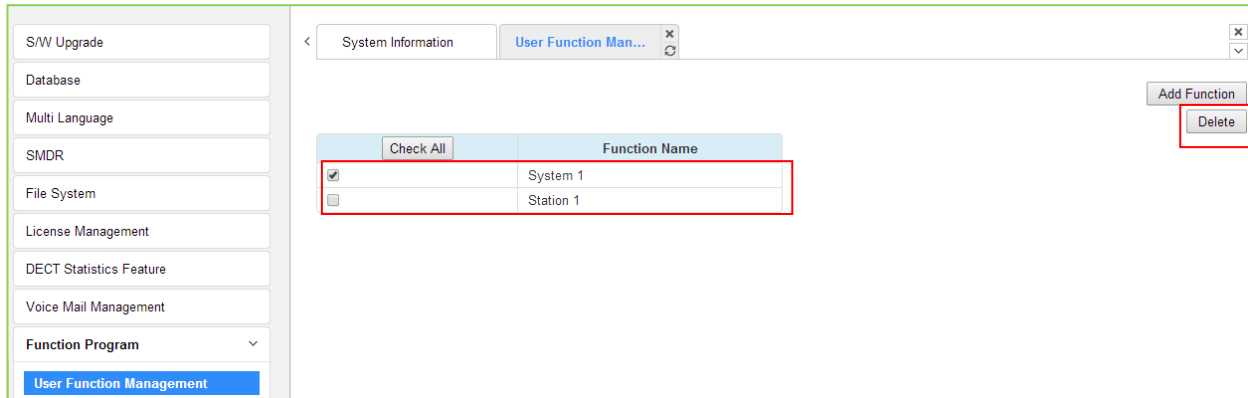 S/W Upgrade
Database
Multi Language
SMDR
File System
License Management
DECT Statistics Feature
Voice Mail Management
Function Program
User Function Management
System Information
User Function Man...
Add Function
Delete
Check All Function Name
System 1
Station 1